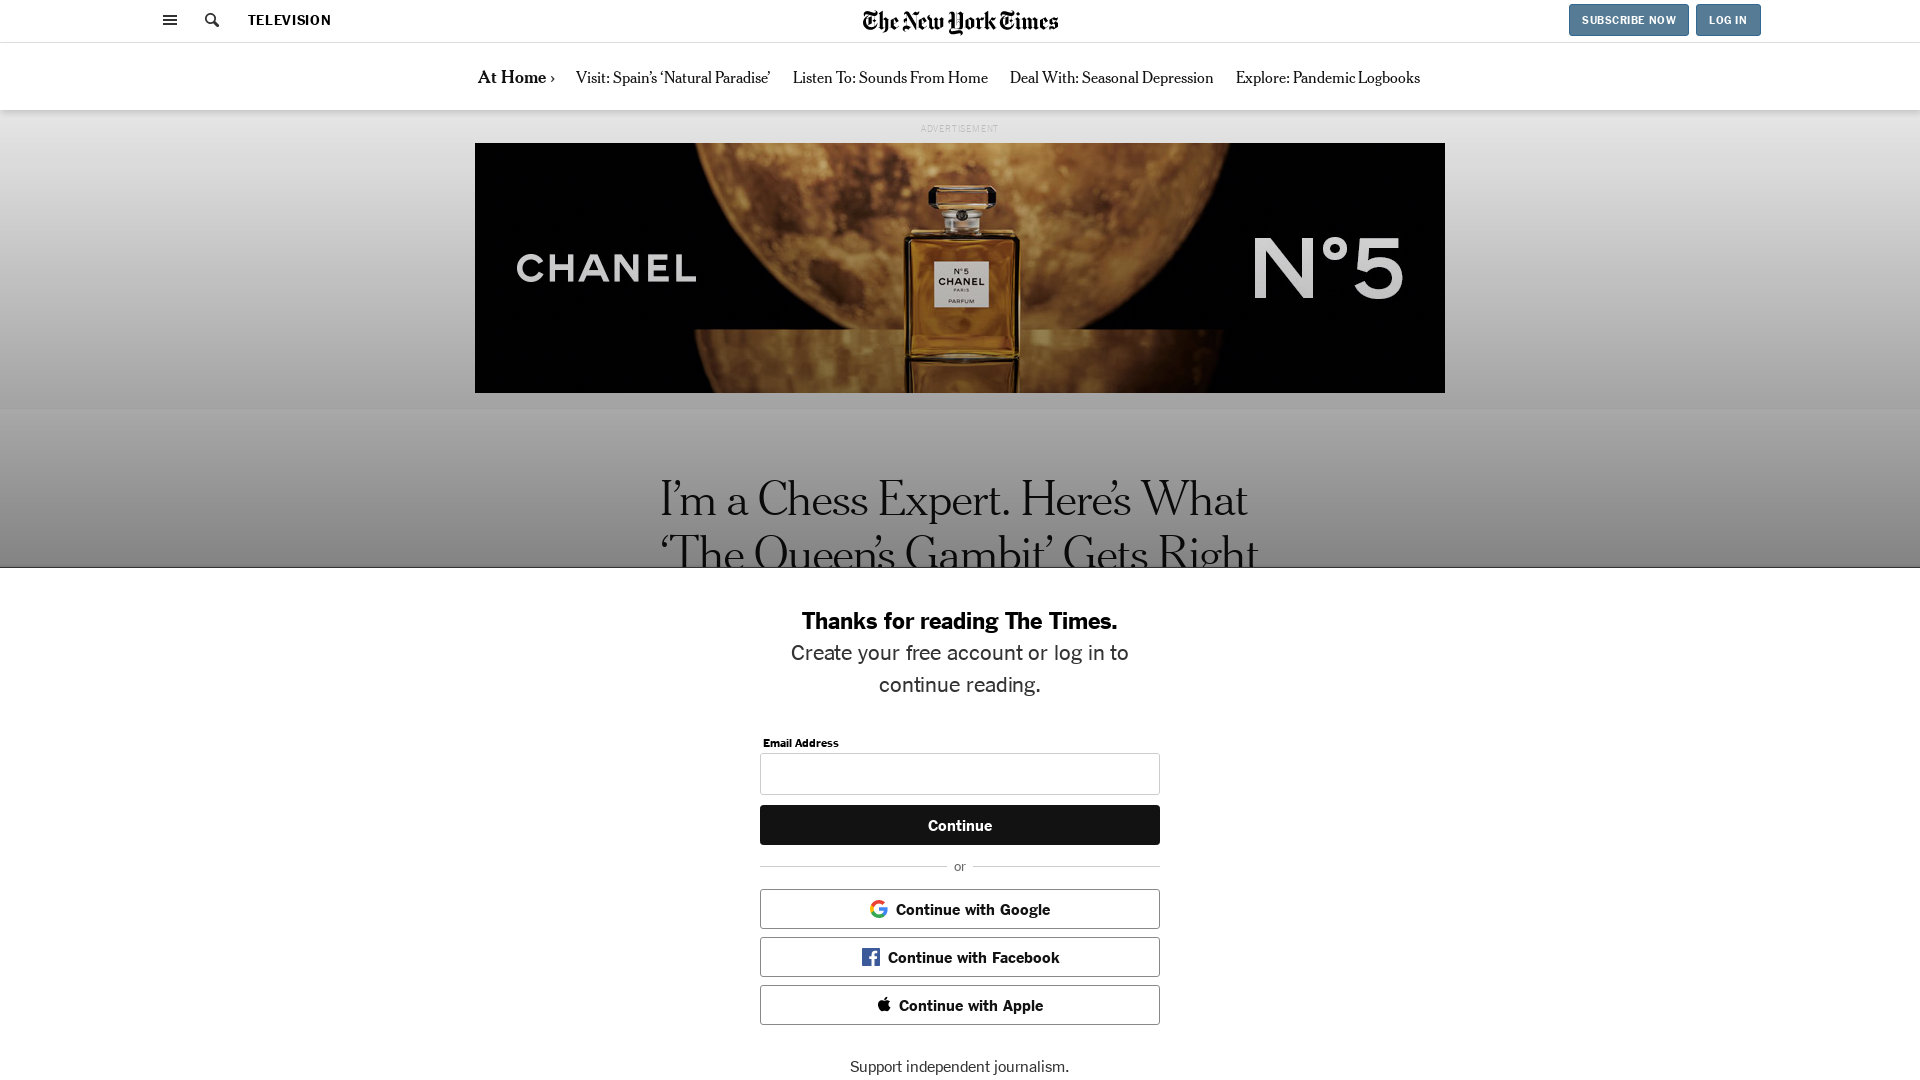 TELEVISION
The New York Times
SUBSCRIBE NOW
LOG IN
At Home ›
Visit: Spain’s ‘Natural Paradise’
Listen To: Sounds From Home
Deal With: Seasonal Depression
Explore: Pandemic Logbooks
ADVERTISEMENT
CHANEL
N°5
CHANEL
PARIS
PARFUM
N°5
I’m a Chess Expert. Here’s What
‘The Queen’s Gambit’ Gets Right
Thanks for reading The Times.
Create your free account or log in to
continue reading.
Email Address
Continue
or
Continue with Google
Continue with Facebook
Continue with Apple
Support independent journalism.